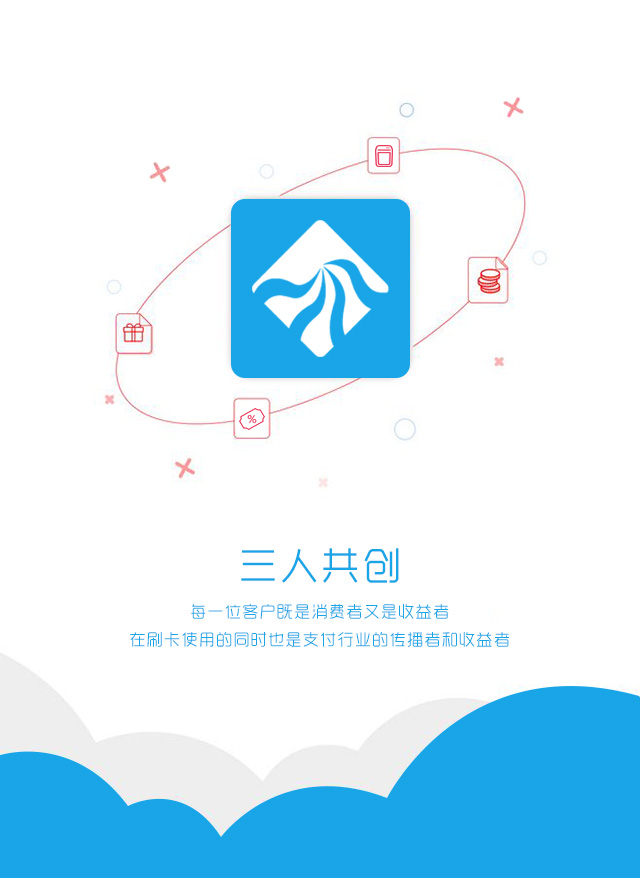 %
三人共创
每一位客户既是消费者又是收益者
在刷卡使用的同时也是支付行业的传播者和收益者